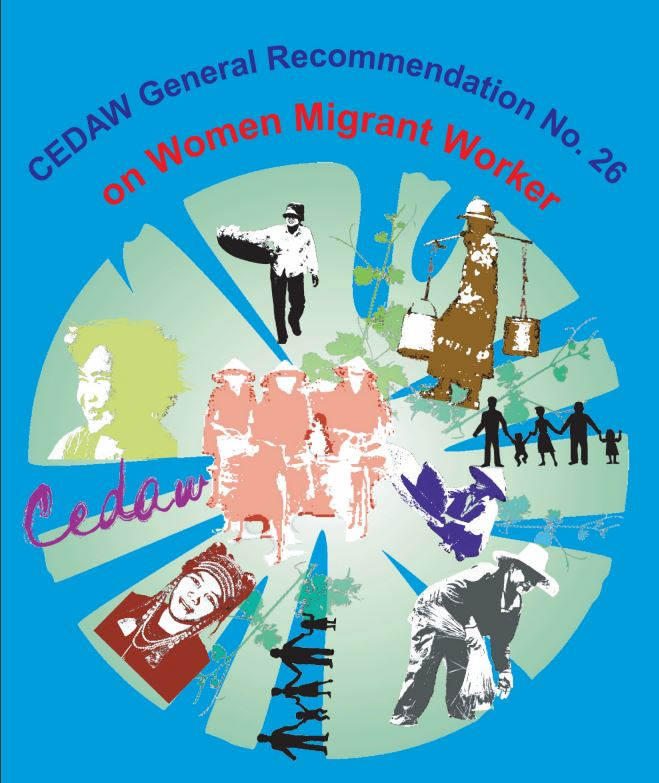 CEDAW General Recommendation No. 26
on Women Migrant Worker
Cedaw